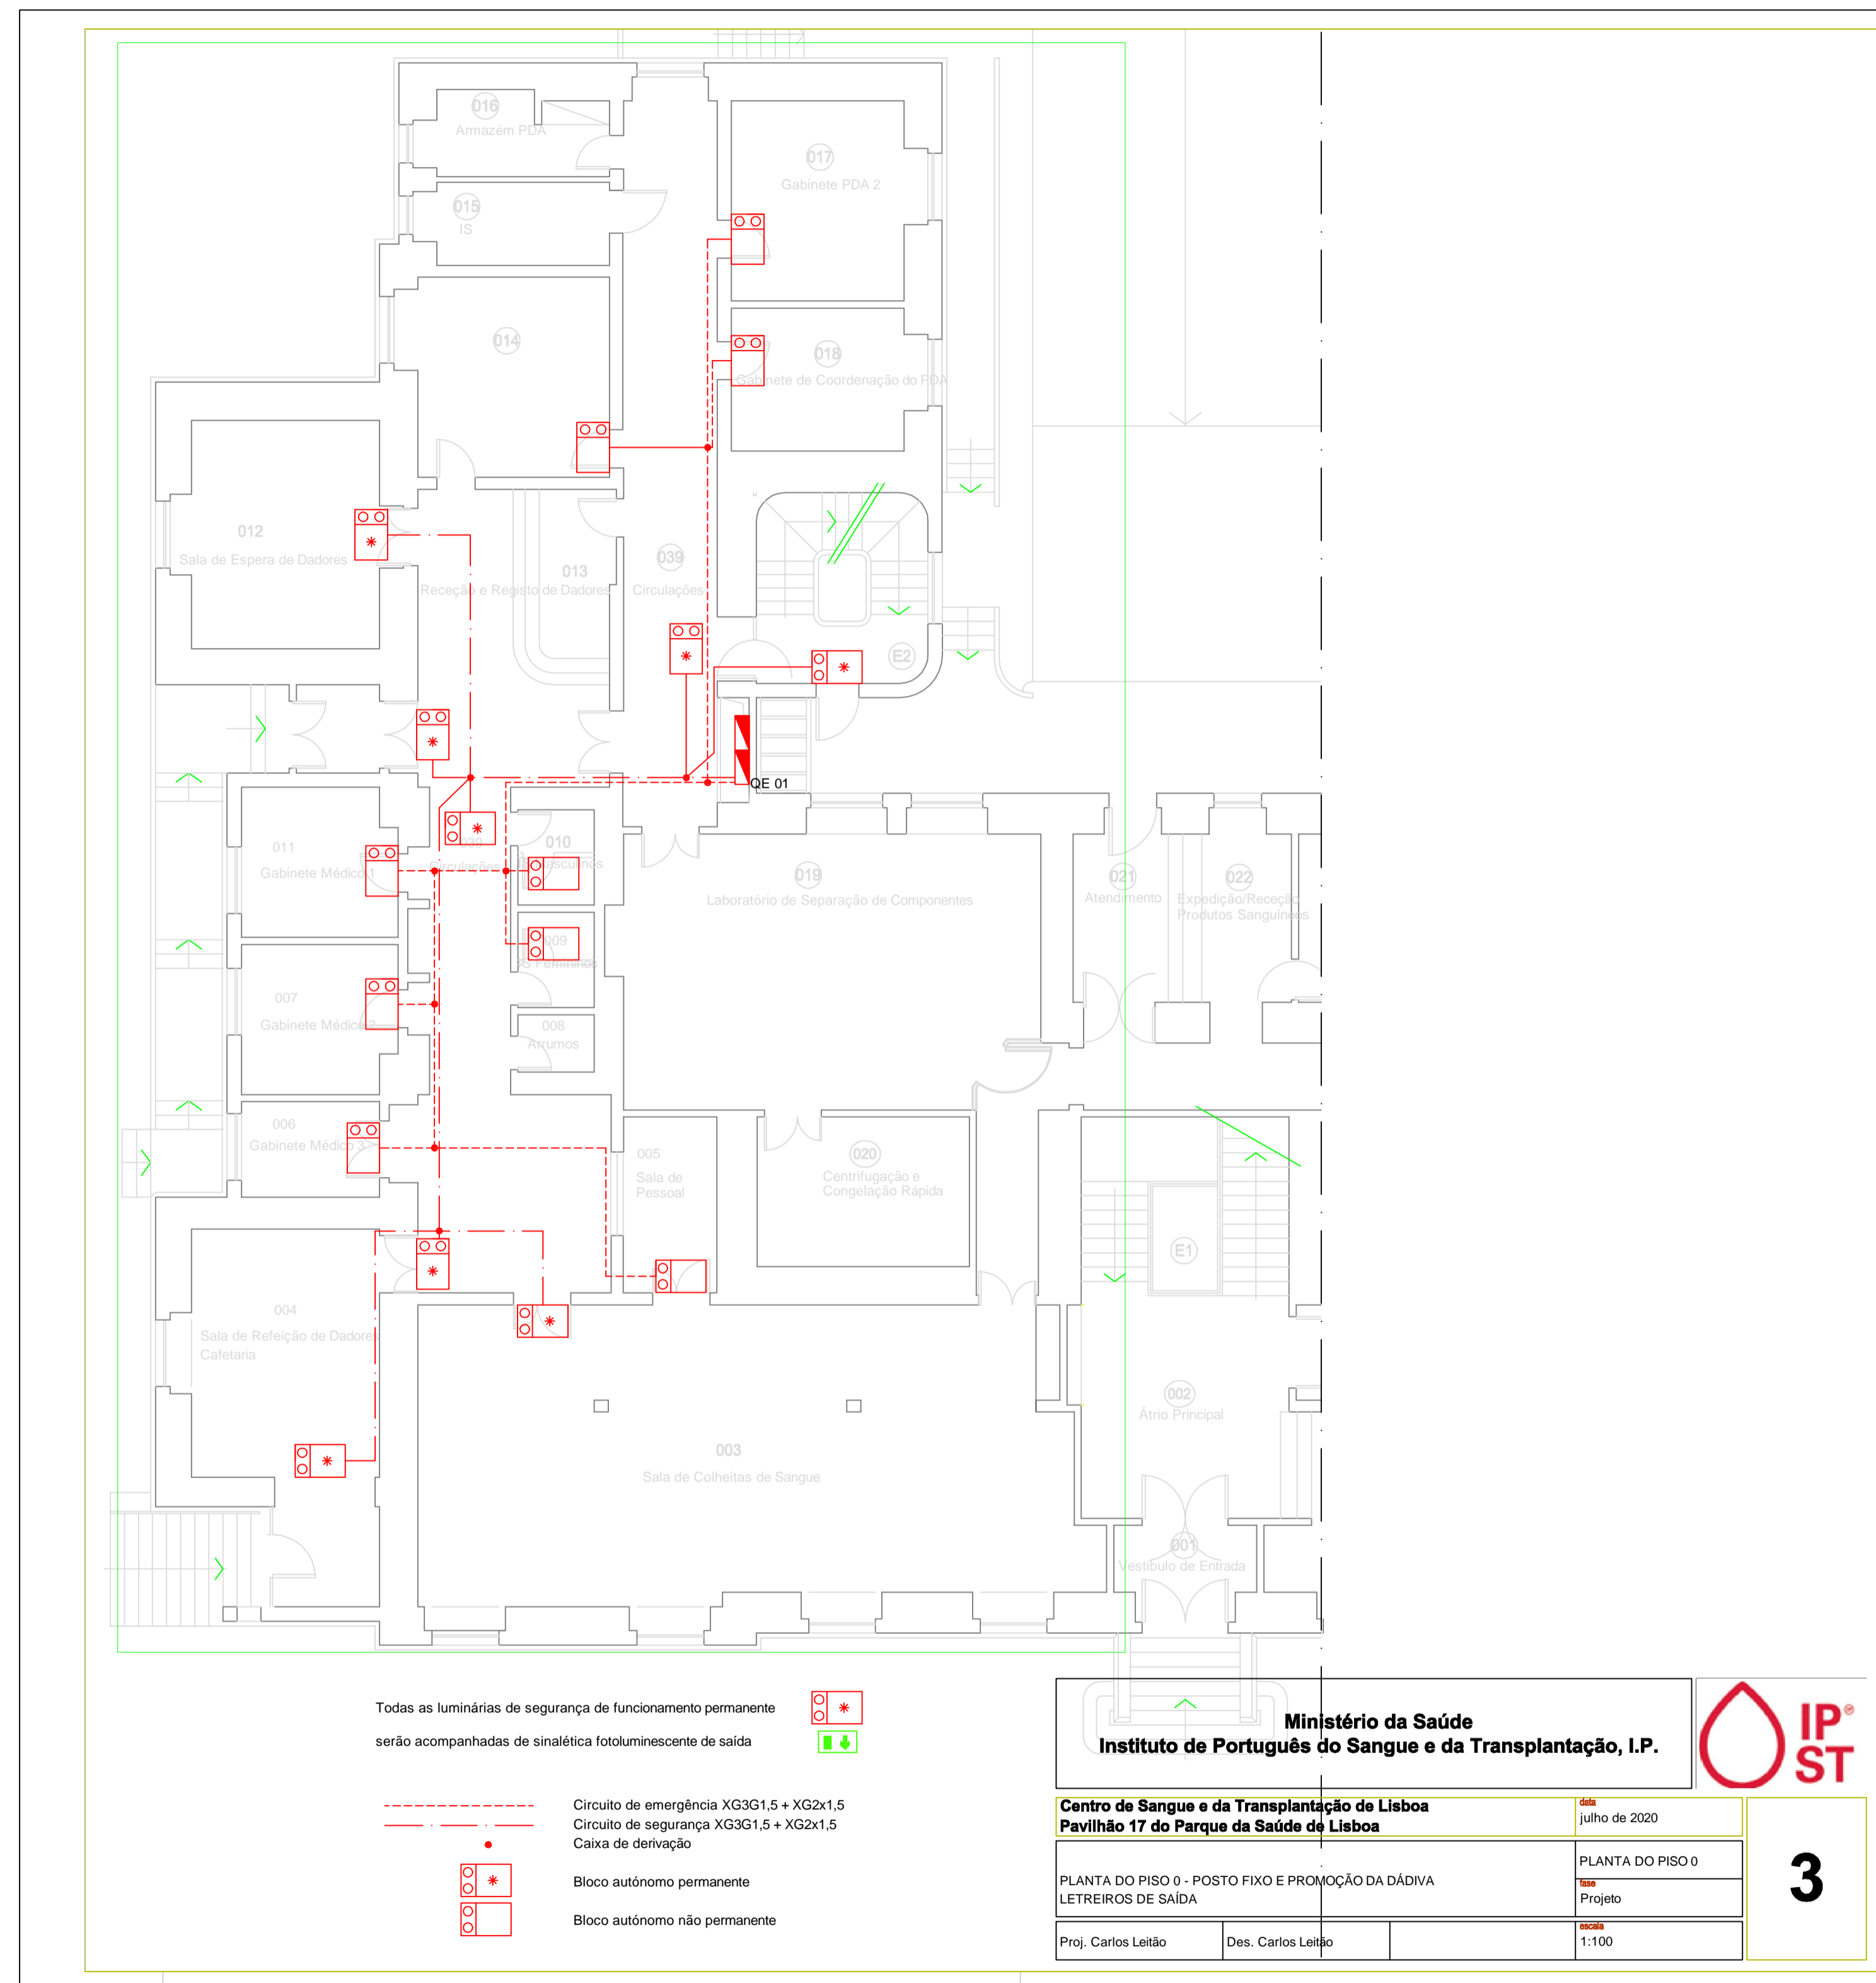 016
Armazém PDA
017
Gabinete PDA 2
015
IS
014
018
Gabinete de Coordenação do PDA
012
Sala de Espera de Dadores
013
Receção e Registo de Dadores
039
Circulações
E2
QE 01
011
Gabinete Médico 1
039
Circulações
010
IS Masculinos
009
IS Femininos
019
Laboratório de Separação de Componentes
021
Atendimento
022
Expedição/Receção
Produtos Sanguíneos
007
Gabinete Médico 2
008
Arrumos
006
Gabinete Médico 3
005
Sala de
Pessoal
020
Centrifugação e
Congelação Rápida
E1
004
Sala de Refeição de Dadores
Cafetaria
002
Átrio Principal
003
Sala de Colheitas de Sangue
001
Vestíbulo de Entrada
Todas as luminárias de segurança de funcionamento permanente
serão acompanhadas de sinalética fotoluminescente de saída
Circuito de emergência XG3G1,5 + XG2x1,5
Circuito de segurança XG3G1,5 + XG2x1,5
Caixa de derivação
Bloco autónomo permanente
Bloco autónomo não permanente
Ministério da Saúde
Instituto de Português do Sangue e da Transplantação, I.P.
IP
ST
Centro de Sangue e da Transplantação de Lisboa
Pavilhão 17 do Parque da Saúde de Lisboa
data
julho de 2020
PLANTA DO PISO 0 - POSTO FIXO E PROMOÇÃO DA DÁDIVA
LETREIROS DE SAÍDA
PLANTA DO PISO 0
fase
Projeto
3
Proj. Carlos Leitão
Des. Carlos Leitão
escala
1:100